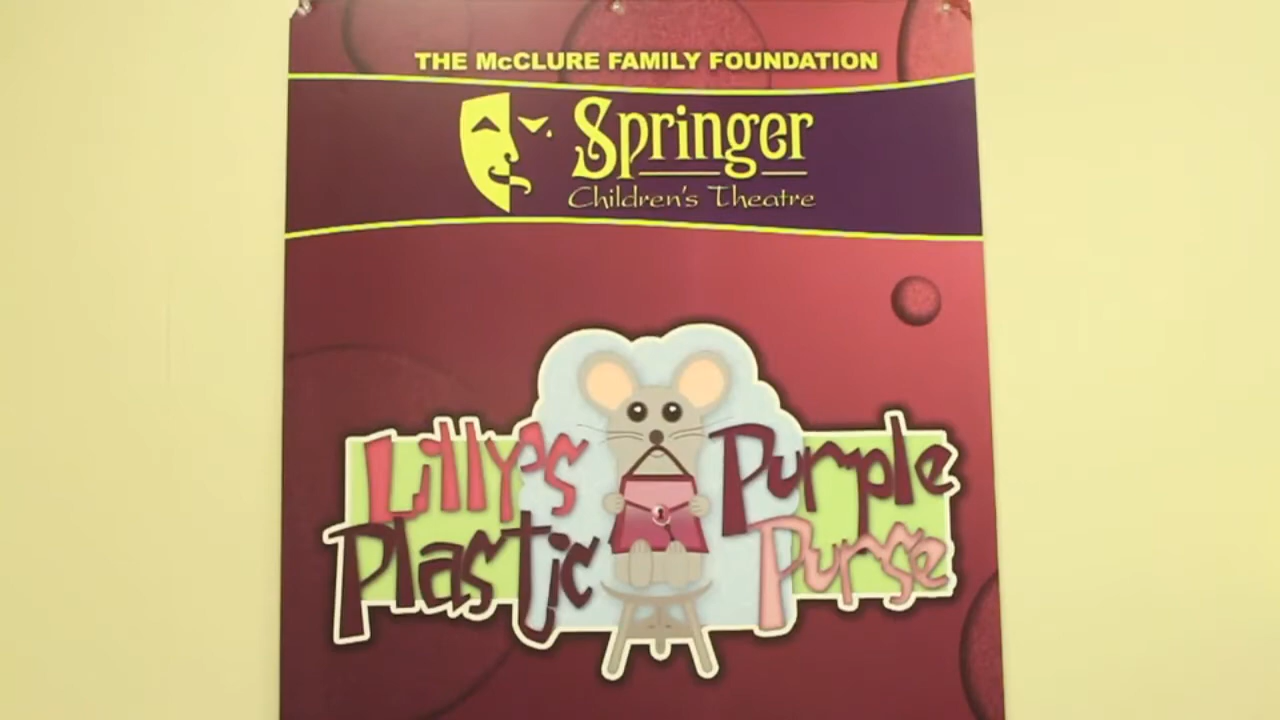 THE McCLURE FAMILY FOUNDATION
Springer
Children's Theatre
Lilly's Purple
Plastic Purse